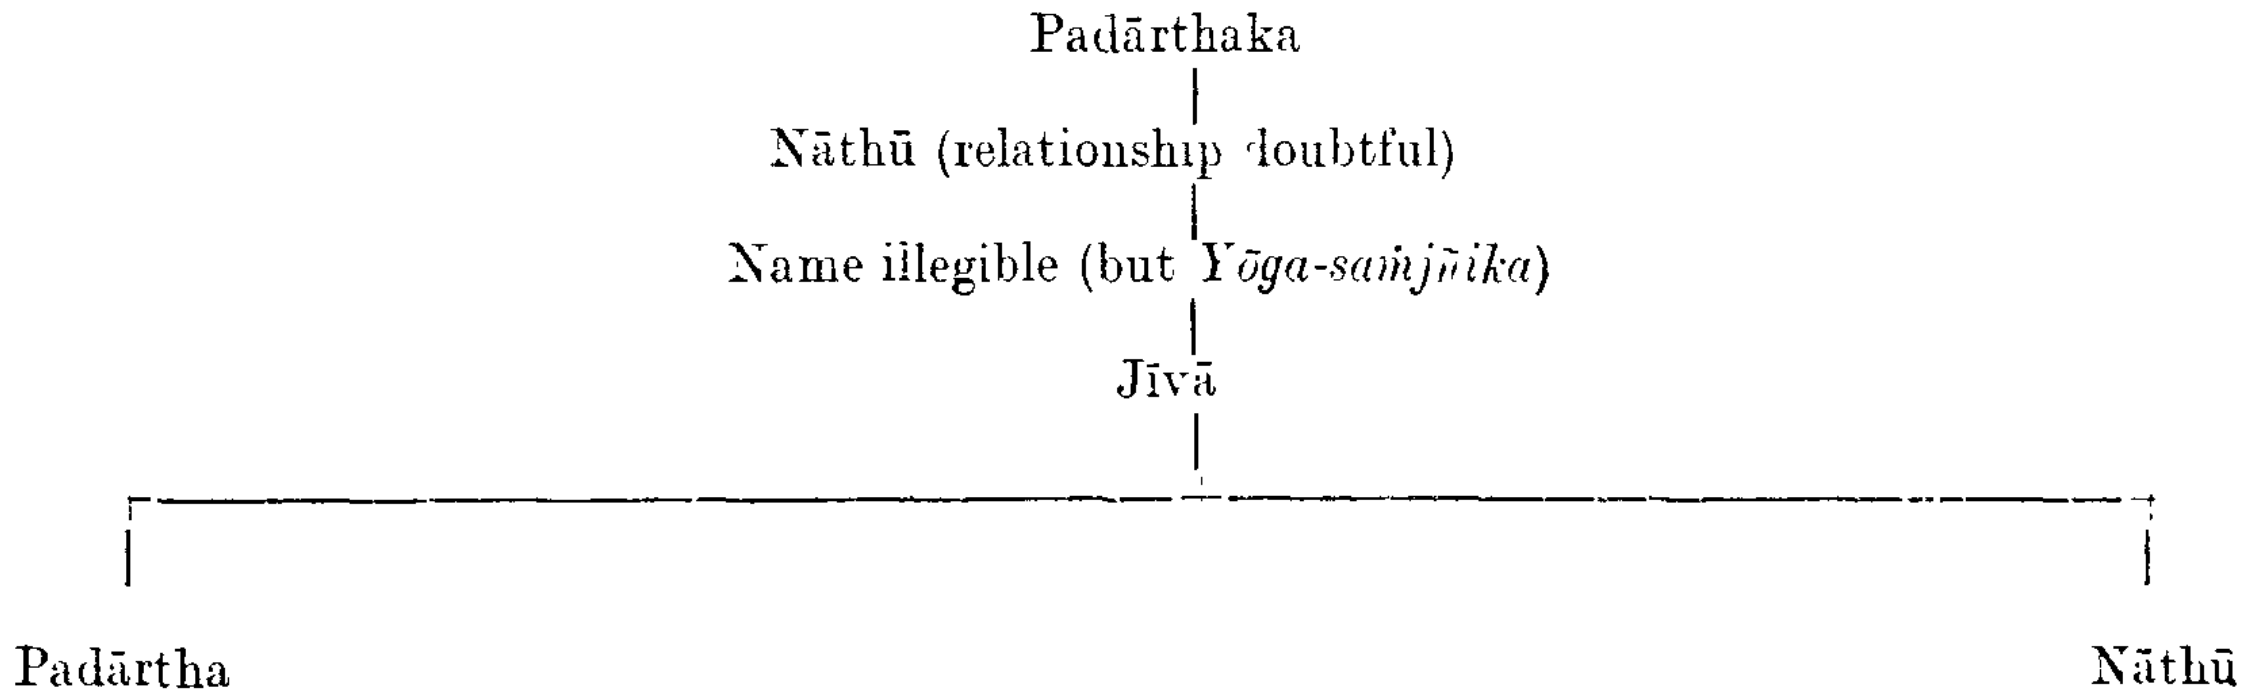 Padārthaka
Nāthū (relationship doubtful)
Name illegible (but Yōga-saṁjñika)
Jīvā
Padārtha Nāthū